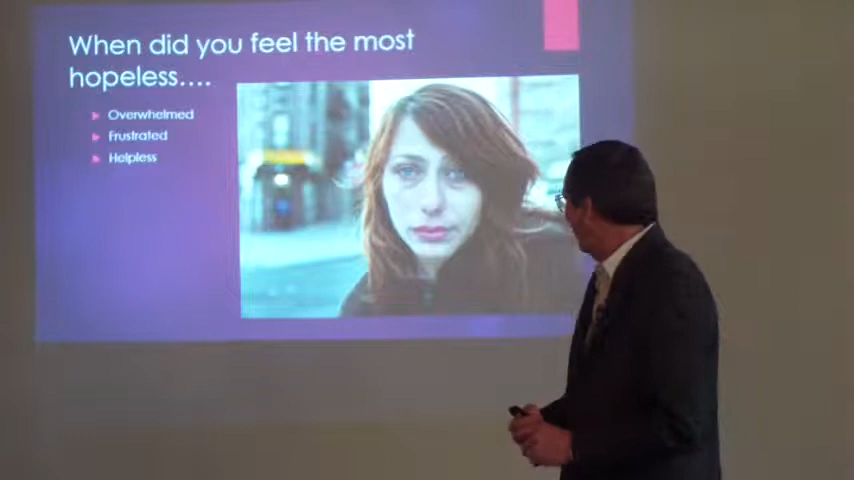 When did you feel the most
hopeless....
Overwhelmed
Frustrated
Helpless